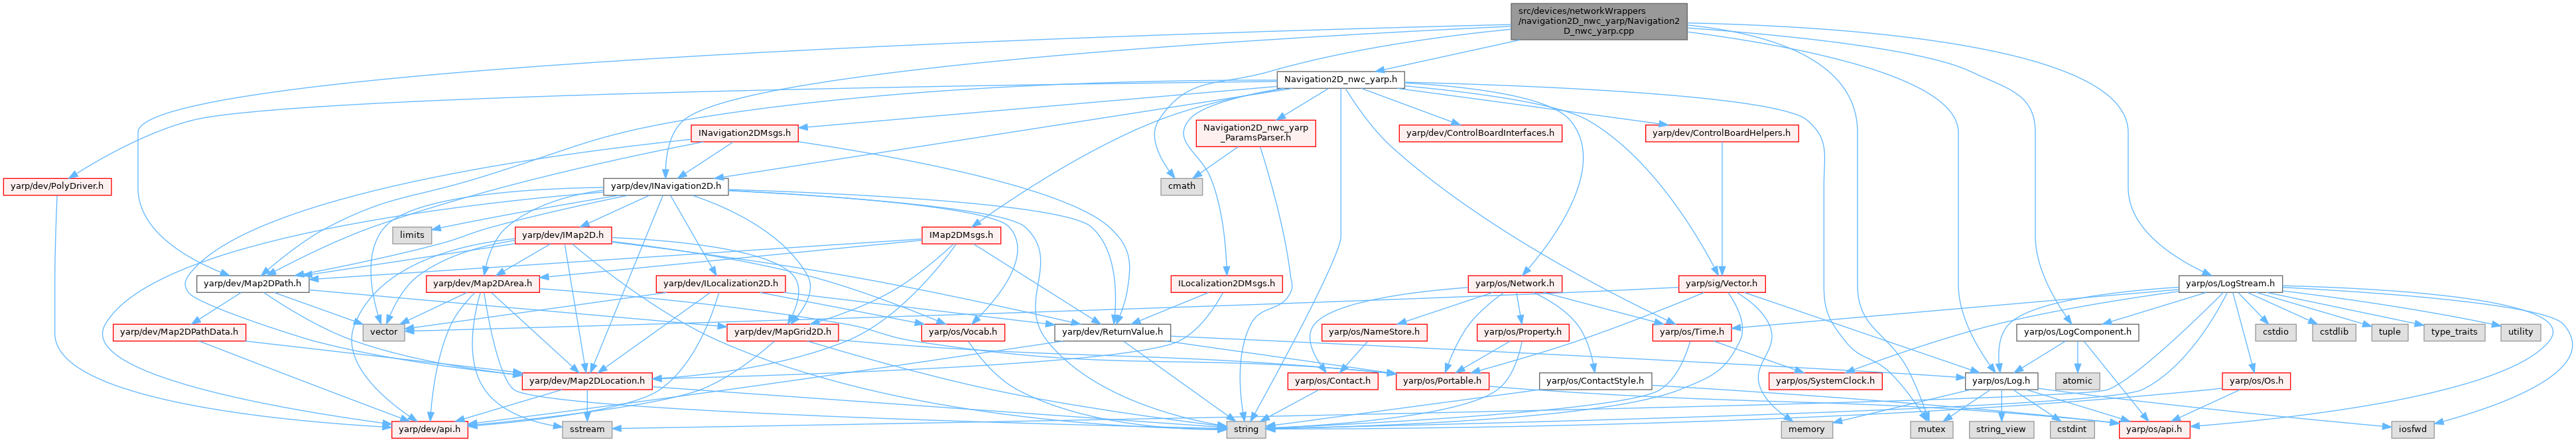 src/devices/networkWrappers
/navigation2D_nwc_yarp/Navigation2
D_nwc_yarp.cpp
Navigation2D_nwc_yarp.h
INavigation2DMsgs.h
Navigation2D_nwc_yarp
_ParamsParser.h
yarp/dev/ControlBoardInterfaces.h
yarp/dev/ControlBoardHelpers.h
yarp/dev/PolyDriver.h
yarp/dev/INavigation2D.h
cmath
limits
yarp/dev/IMap2D.h
IMap2DMsgs.h
yarp/dev/Map2DPath.h
yarp/dev/Map2DArea.h
yarp/dev/ILocalization2D.h
ILocalization2DMsgs.h
yarp/os/Network.h
yarp/sig/Vector.h
yarp/os/LogStream.h
yarp/dev/Map2DPathData.h
vector
yarp/dev/MapGrid2D.h
yarp/os/Vocab.h
yarp/dev/ReturnValue.h
yarp/os/NameStore.h
yarp/os/Property.h
yarp/os/Time.h
yarp/os/LogComponent.h
cstdio
cstdlib
tuple
type_traits
utility
yarp/dev/Map2DLocation.h
yarp/os/Contact.h
yarp/os/Portable.h
yarp/os/ContactStyle.h
yarp/os/SystemClock.h
yarp/os/Log.h
atomic
yarp/os/Os.h
yarp/dev/api.h
sstream
string
memory
mutex
string_view
cstdint
yarp/os/api.h
iosfwd